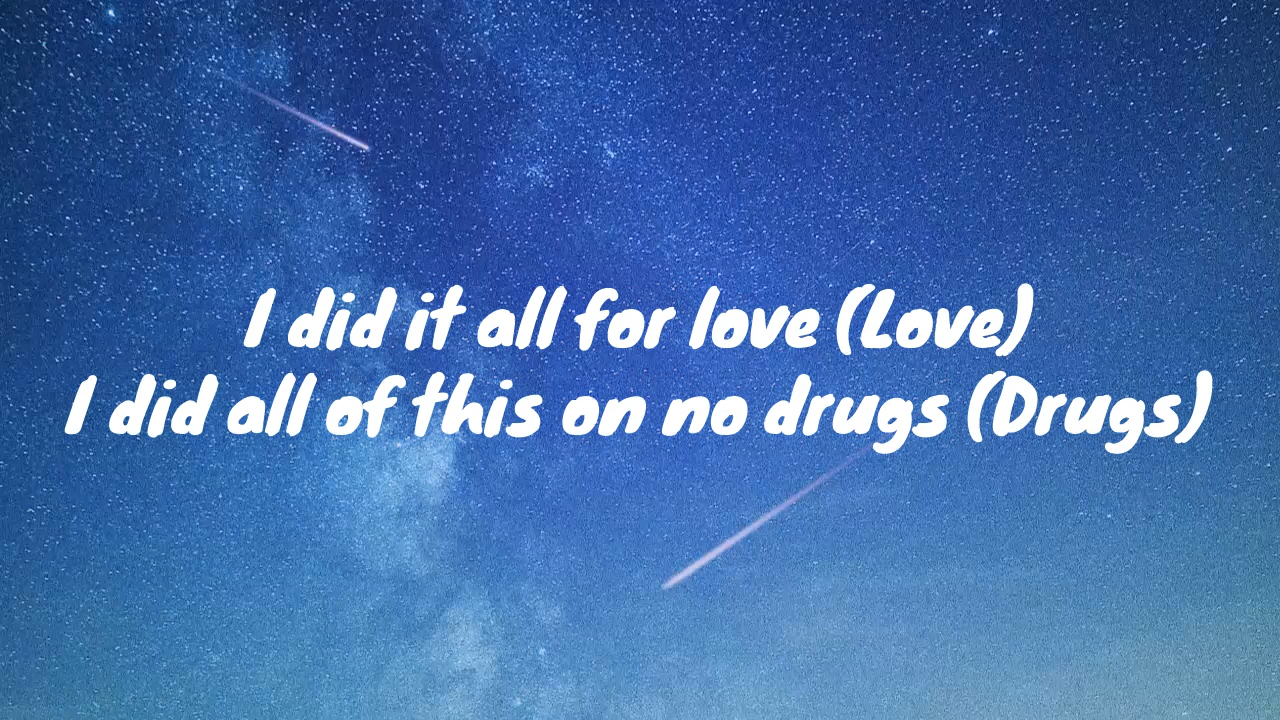 I did it all for love (Love)
I did all of this on no drugs (Drugs)